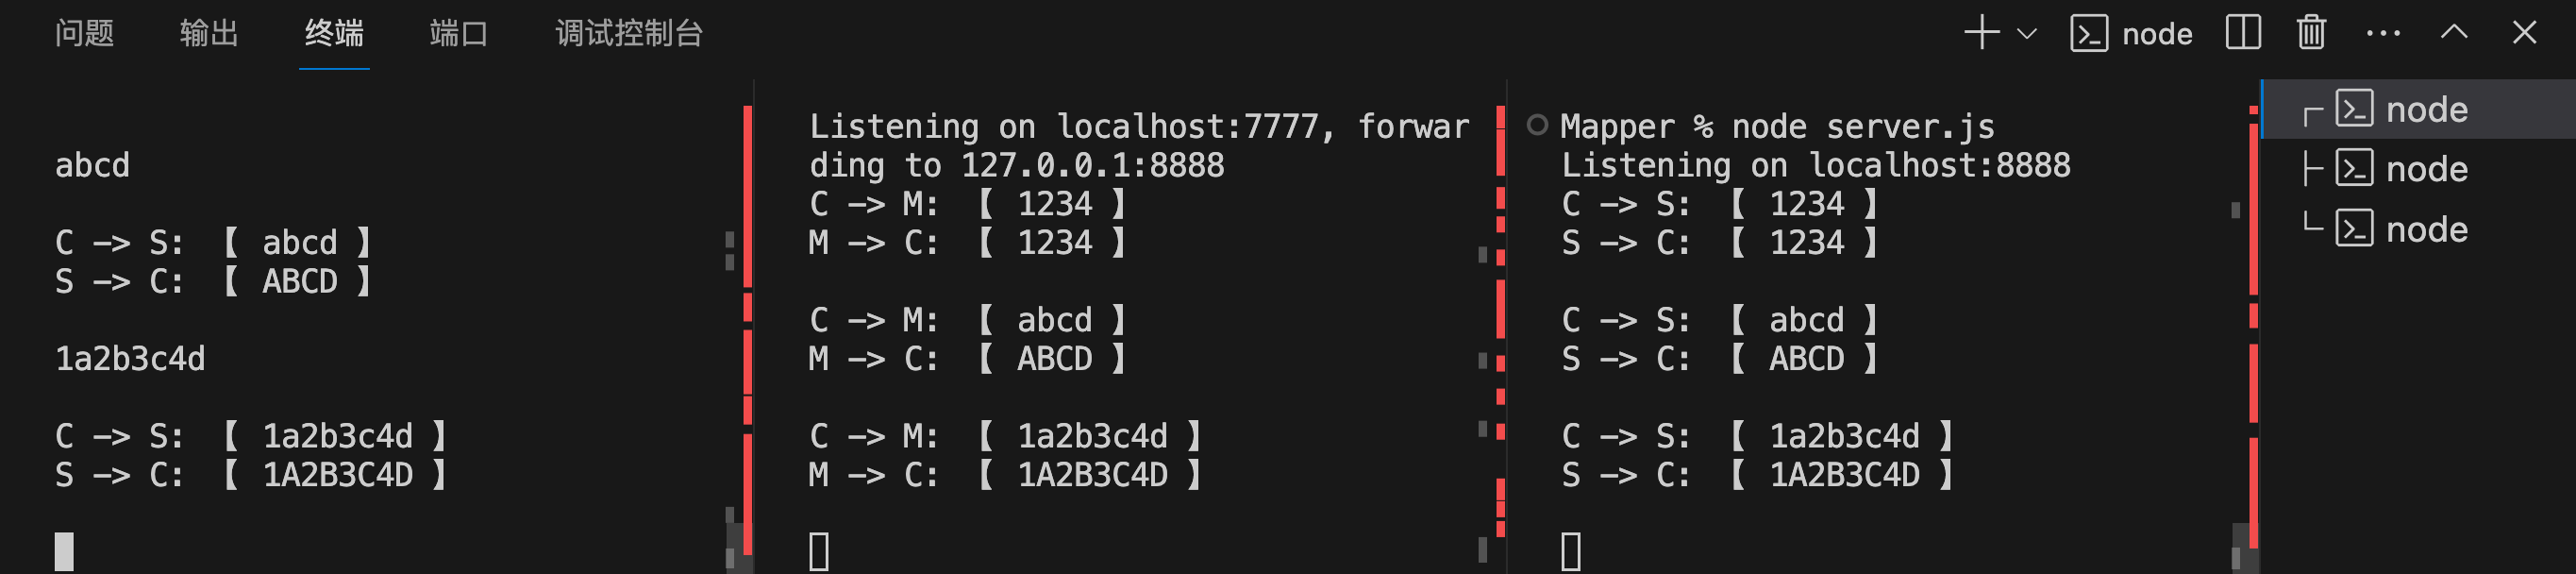 问题 输出 终端 端口 调试控制台 node
abcd
C -> S: 【 abcd 】
S -> C: 【 ABCD 】
1a2b3c4d
C -> S: 【 1a2b3c4d 】
S -> C: 【 1A2B3C4D 】
Listening on localhost:7777, forwar
ding to 127.0.0.1:8888
C -> M: 【 1234 】
M -> C: 【 1234 】
C -> M: 【 abcd 】
M -> C: 【 ABCD 】
C -> M: 【 1a2b3c4d 】
M -> C: 【 1A2B3C4D 】
Mapper % node server.js
Listening on localhost:8888
C -> S: 【 1234 】
S -> C: 【 1234 】
C -> S: 【 abcd 】
S -> C: 【 ABCD 】
C -> S: 【 1a2b3c4d 】
S -> C: 【 1A2B3C4D 】
node
node
node